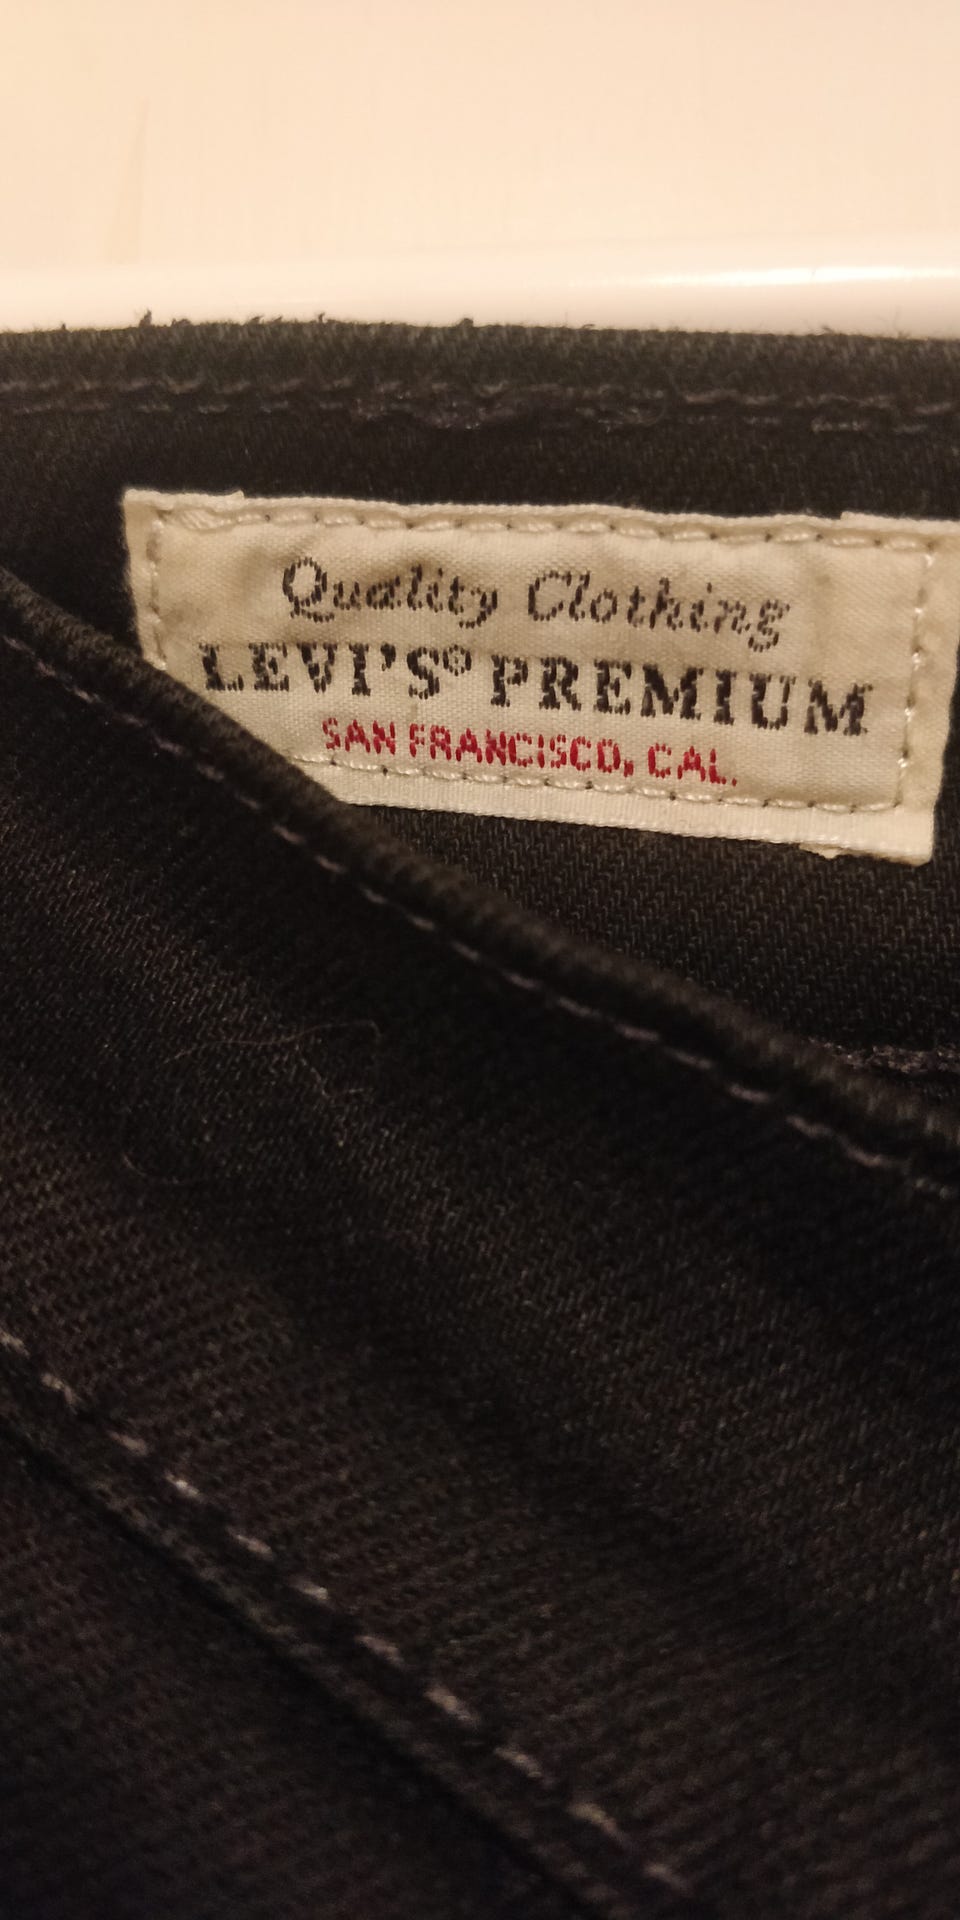 Quality Clothing
LEVI'S® PREMIUM
SAN FRANCISCO, CAL.